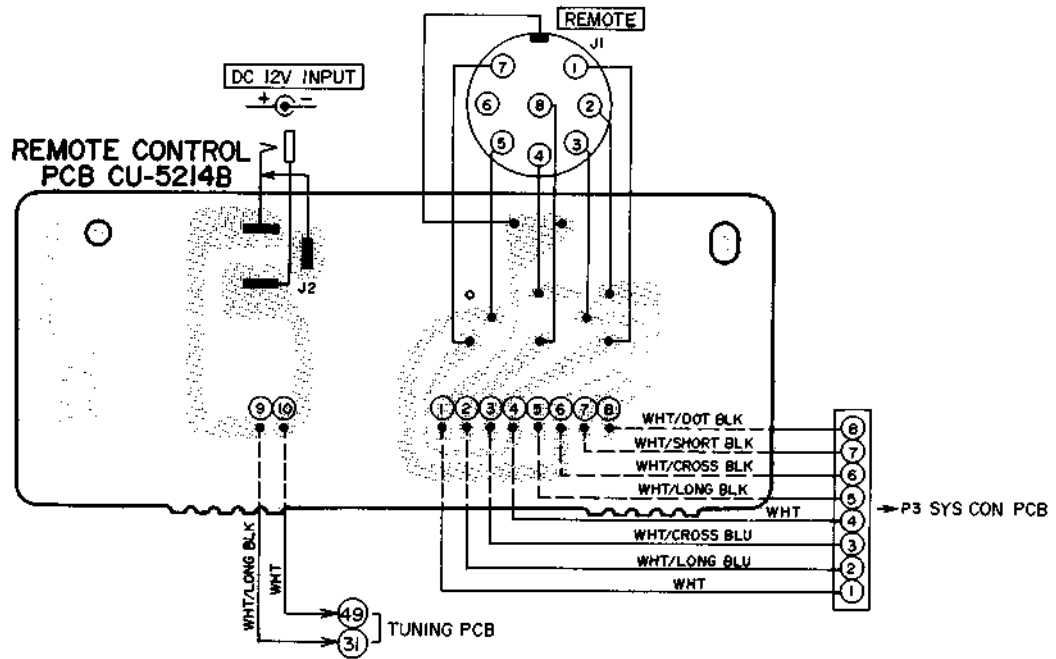 REMOTE
J1
DC 12V INPUT
+ -
7 1
6 8 2
5 4 3
REMOTE CONTROL
PCB CU-5214B
J2
9 10 1 2 3 4 5 6 7 8
WHT/DOT BLK 8
WHT/SHORT BLK 7
WHT/CROSS BLK 6
WHT/LONG BLK 5
WHT 4
P3 SYS CON PCB
WHT/CROSS BLU 3
WHT/LONG BLU 2
WHT 1
WHT/LONG BLK
WHT
49
31
TUNING PCB